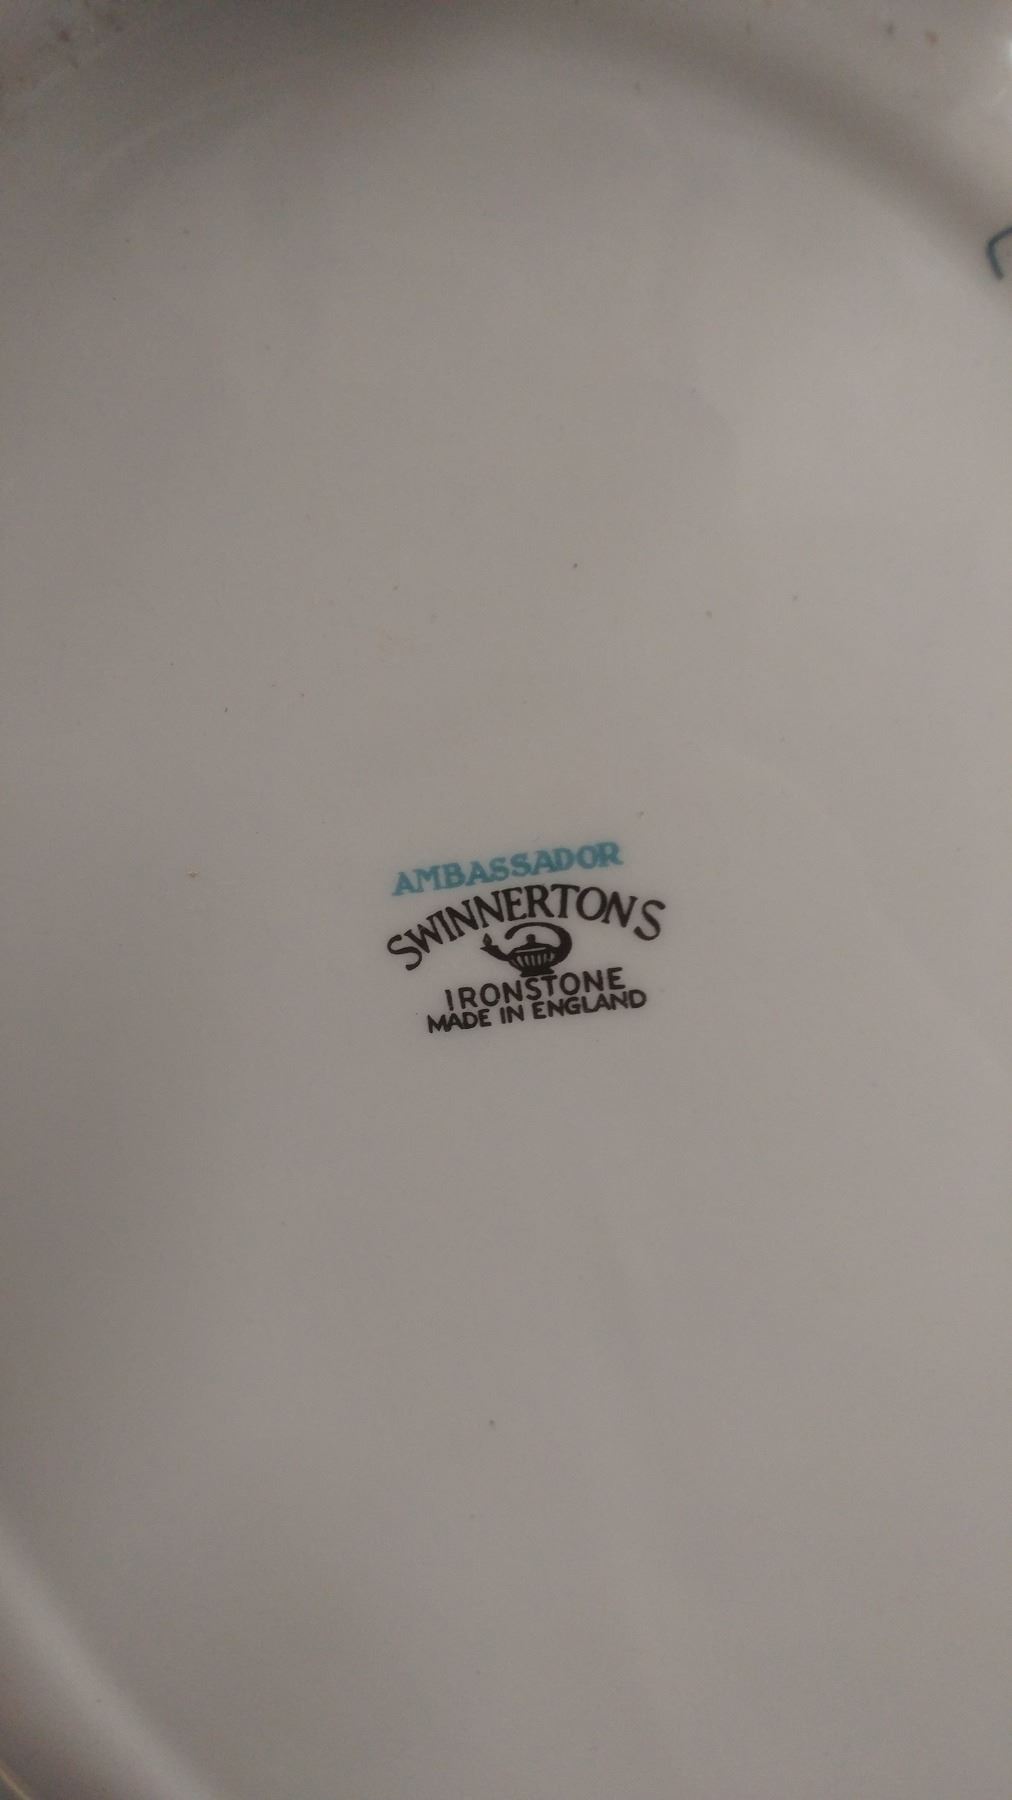 AMBASSADOR
SWINNERTONS
IRONSTONE
MADE IN ENGLAND